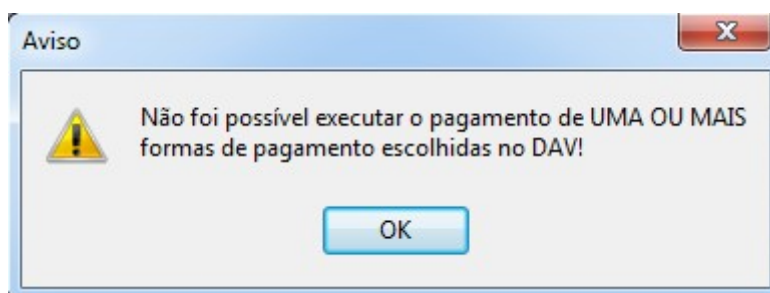 Aviso
Não foi possível executar o pagamento de UMA OU MAIS
formas de pagamento escolhidas no DAV!
OK